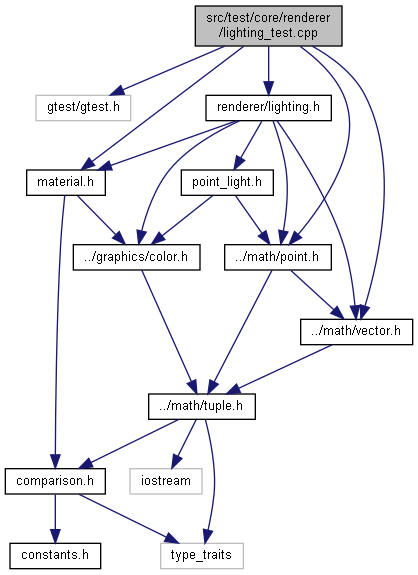 src/test/core/renderer
/lighting_test.cpp
gtest/gtest.h
renderer/lighting.h
material.h
point_light.h
../graphics/color.h
../math/point.h
../math/vector.h
../math/tuple.h
comparison.h
iostream
constants.h
type_traits